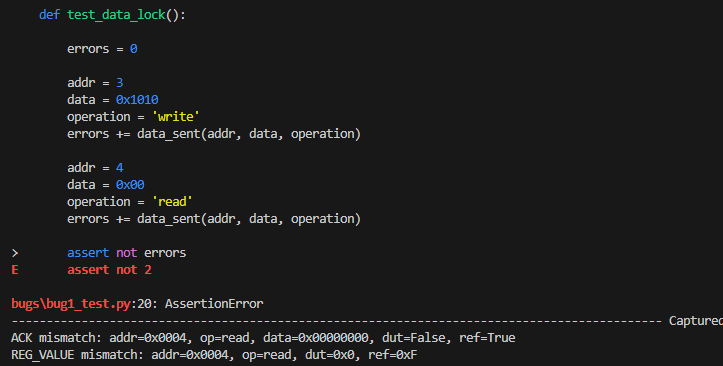 def test_data_lock():
errors = 0
addr = 3
data = 0x1010
operation = 'write'
errors += data_sent(addr, data, operation)
addr = 4
data = 0x00
operation = 'read'
errors += data_sent(addr, data, operation)
> assert not errors
E assert not 2
bugs\bug1_test.py:20: AssertionError
------------------------------------------------------------------------------------------- Captured
ACK mismatch: addr=0x0004, op=read, data=0x00000000, dut=False, ref=True
REG_VALUE mismatch: addr=0x0004, op=read, dut=0x0, ref=0xF